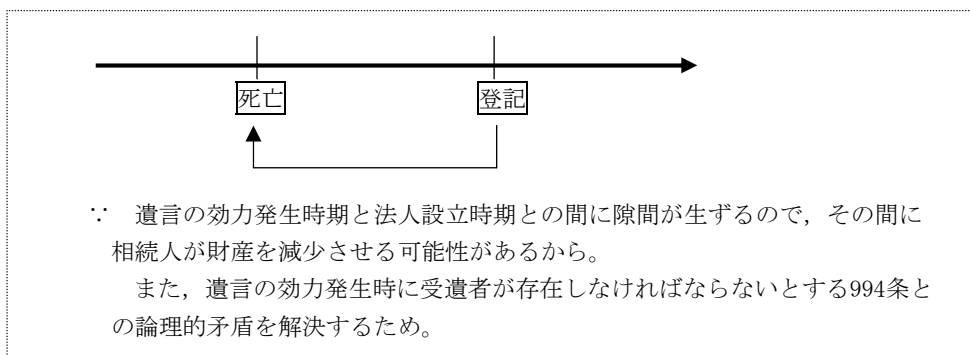 死亡
登記
∵　遺言の効力発生時期と法人設立時期との間に隙間が生ずるので，その間に
相続人が財産を減少させる可能性があるから。
また，遺言の効力発生時に受遺者が存在しなければならないとする994条と
の論理的矛盾を解決するため。